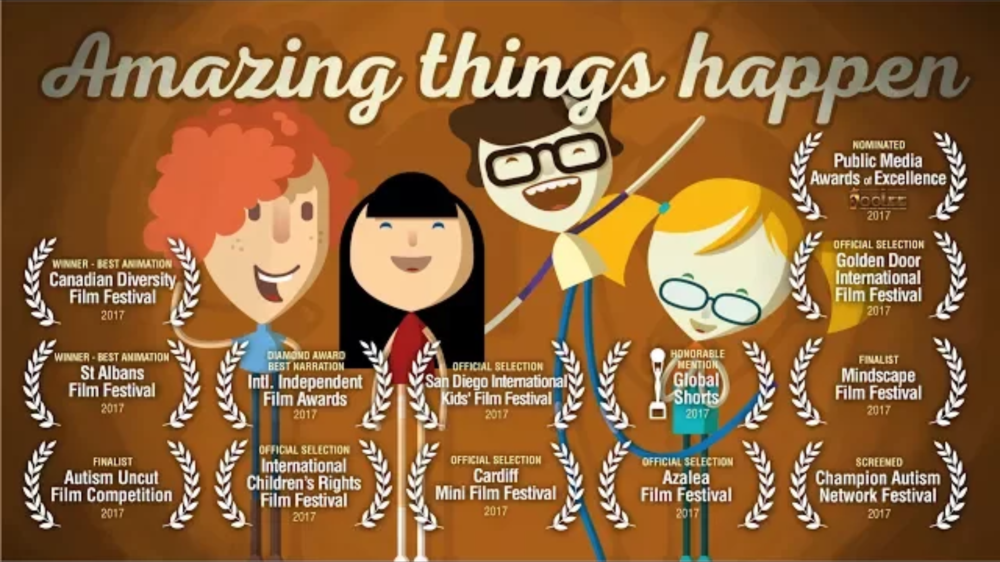 Amazing things happen
NOMINATED
Public Media
Awards of Excellence
2017
WINNER - BEST ANIMATION
Canadian Diversity
Film Festival
2017
OFFICIAL SELECTION
Golden Door
International
Film Festival
2017
WINNER - BEST ANIMATION
St Albans
Film Festival
2017
DIAMOND AWARD
BEST NARRATION
Intl. Independent
Film Awards
2017
OFFICIAL SELECTION
San Diego International
Kids' Film Festival
2017
HONORABLE
MENTION
Global
Shorts
2017
FINALIST
Mindscape
Film Festival
2017
FINALIST
Autism Uncut
Film Competition
2017
OFFICIAL SELECTION
International
Children's Rights
Film Festival
2017
OFFICIAL SELECTION
Cardiff
Mini Film Festival
2017
OFFICIAL SELECTION
Azalea
Film Festival
2017
SCREENED
Champion Autism
Network Festival
2017